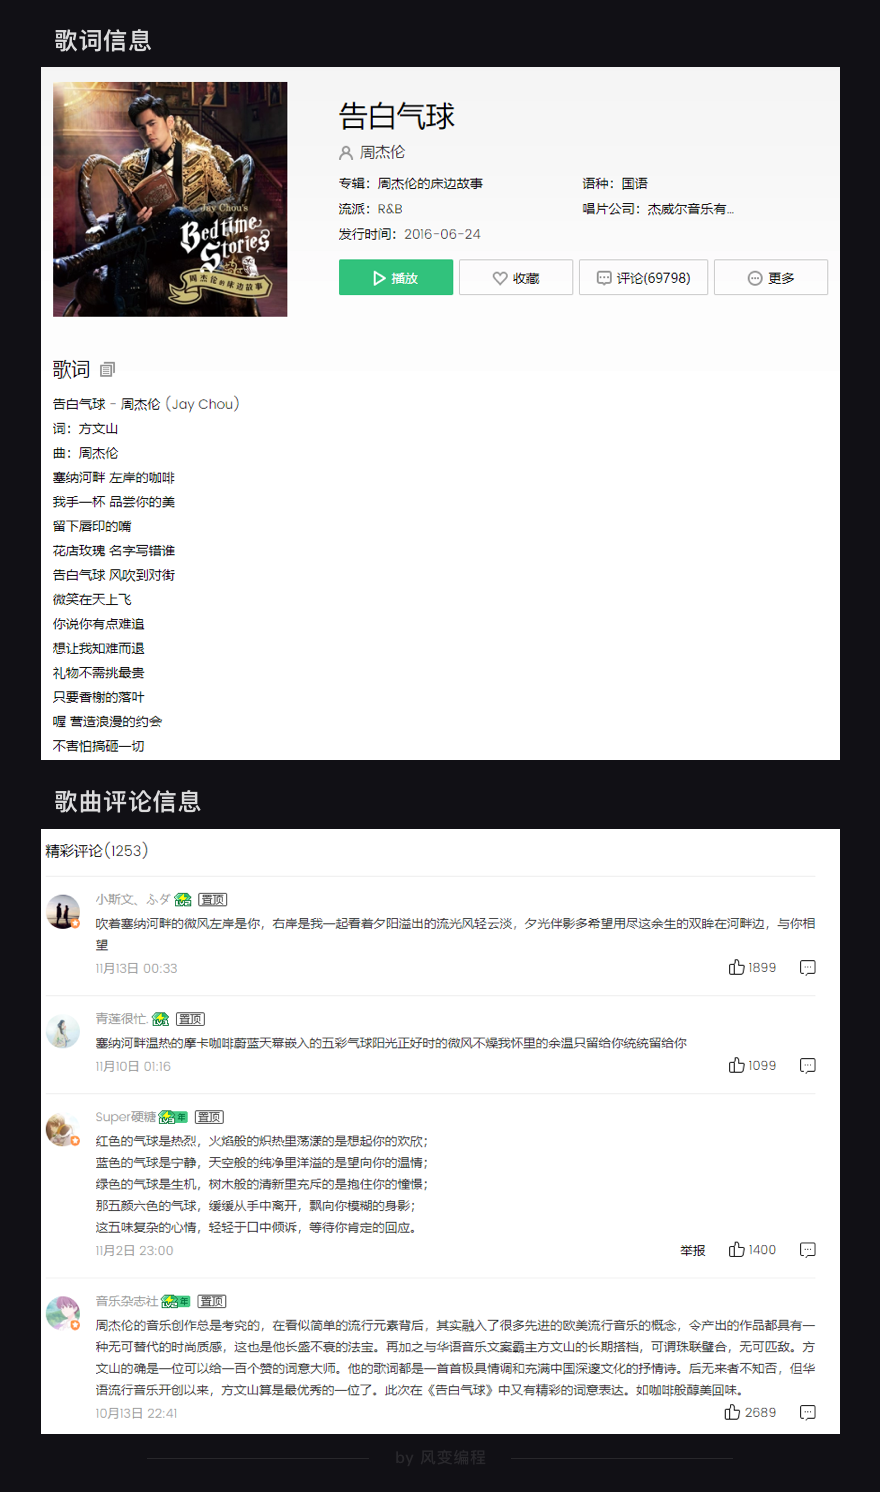 歌词信息
告白气球
周杰伦
专辑：周杰伦的床边故事 语种：国语
流派：R&B 唱片公司：杰威尔音乐有...
发行时间：2016-06-24
播放 收藏 评论(69798) 更多
Jay Chou's
Bedtime
Stories
周杰伦的床边故事
歌词
告白气球 - 周杰伦 (Jay Chou)
词：方文山
曲：周杰伦
塞纳河畔 左岸的咖啡
我手一杯 品尝你的美
留下唇印的嘴
花店玫瑰 名字写错谁
告白气球 风吹到对街
微笑在天上飞
你说你有点难追
想让我知难而退
礼物不需挑最贵
只要香榭的落叶
喔 营造浪漫的约会
不害怕搞砸一切
歌曲评论信息
精彩评论(1253)
小斯文、ふダ 置顶
吹着塞纳河畔的微风左岸是你，右岸是我一起看着夕阳溢出的流光风轻云淡，夕光伴影多希望用尽这余生的双眸在河畔边，与你相
望
11月13日 00:33 1899
青莲很忙. 置顶
塞纳河畔温热的摩卡咖啡蔚蓝天幕嵌入的五彩气球阳光正好时的微风不燥我怀里的余温只留给你统统留给你
11月10日 01:16 1099
Super硬糖 年 置顶
红色的气球是热烈，火焰般的炽热里荡漾的是想起你的欢欣；
蓝色的气球是宁静，天空般的纯净里洋溢的是望向你的温情；
绿色的气球是生机，树木般的清新里充斥的是抱住你的憧憬；
那五颜六色的气球，缓缓从手中离开，飘向你模糊的身影；
这五味复杂的心情，轻轻于口中倾诉，等待你肯定的回应。
11月2日 23:00 举报 1400
音乐杂志社 年 置顶
周杰伦的音乐创作总是考究的，在看似简单的流行元素背后，其实融入了很多先进的欧美流行音乐的概念，令产出的作品都具有一
种无可替代的时尚质感，这也是他长盛不衰的法宝。再加之与华语音乐文案霸主方文山的长期搭档，可谓珠联璧合，无可匹敌。方
文山的确是一位可以给一百个赞的词意大师。他的歌词都是一首首极具情调和充满中国深邃文化的抒情诗。后无来者不知否，但华
语流行音乐开创以来，方文山算是最优秀的一位了。此次在《告白气球》中又有精彩的词意表达。如咖啡般醇美回味。
10月13日 22:41 2689
by 风变编程